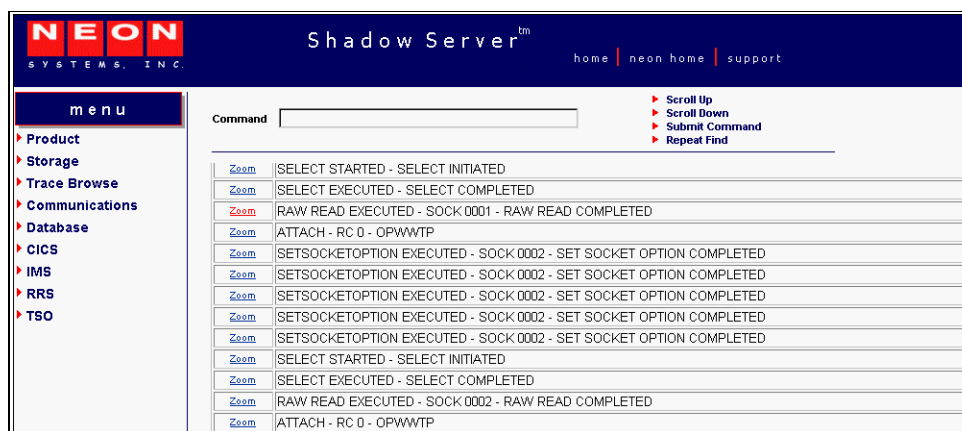 NEON
SYSTEMS, INC.
Shadow Server tm
home | neon home | support
menu
Product
Storage
Trace Browse
Communications
Database
CICS
IMS
RRS
TSO
Command
Scroll Up
Scroll Down
Submit Command
Repeat Find
Zoom SELECT STARTED - SELECT INITIATED
Zoom SELECT EXECUTED - SELECT COMPLETED
Zoom RAW READ EXECUTED - SOCK 0001 - RAW READ COMPLETED
Zoom ATTACH - RC 0 - OPWWTP
Zoom SETSOCKETOPTION EXECUTED - SOCK 0002 - SET SOCKET OPTION COMPLETED
Zoom SETSOCKETOPTION EXECUTED - SOCK 0002 - SET SOCKET OPTION COMPLETED
Zoom SETSOCKETOPTION EXECUTED - SOCK 0002 - SET SOCKET OPTION COMPLETED
Zoom SETSOCKETOPTION EXECUTED - SOCK 0002 - SET SOCKET OPTION COMPLETED
Zoom SETSOCKETOPTION EXECUTED - SOCK 0002 - SET SOCKET OPTION COMPLETED
Zoom SELECT STARTED - SELECT INITIATED
Zoom SELECT EXECUTED - SELECT COMPLETED
Zoom RAW READ EXECUTED - SOCK 0002 - RAW READ COMPLETED
Zoom ATTACH - RC 0 - OPWWTP